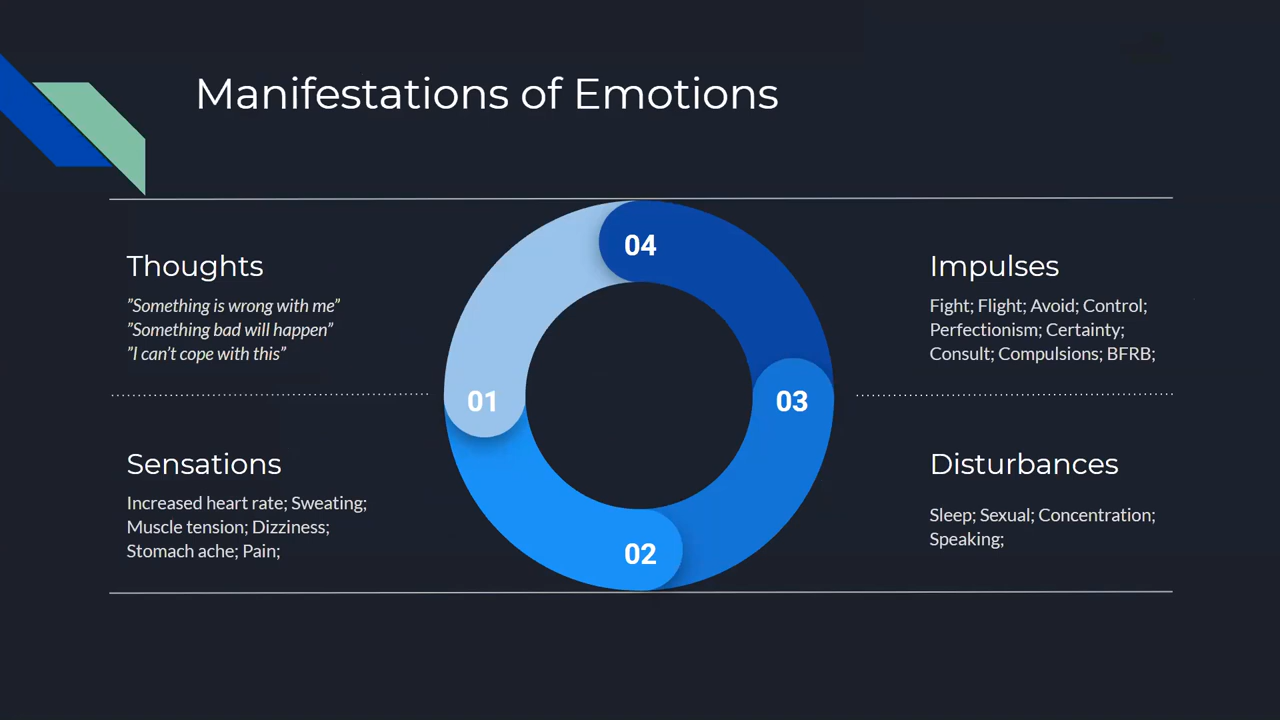 Manifestations of Emotions
04
Thoughts
”Something is wrong with me”
”Something bad will happen”
”I can’t cope with this”
Impulses
Fight; Flight; Avoid; Control;
Perfectionism; Certainty;
Consult; Compulsions; BFRB;
01
03
Sensations
Increased heart rate; Sweating;
Muscle tension; Dizziness;
Stomach ache; Pain;
Disturbances
Sleep; Sexual; Concentration;
Speaking;
02